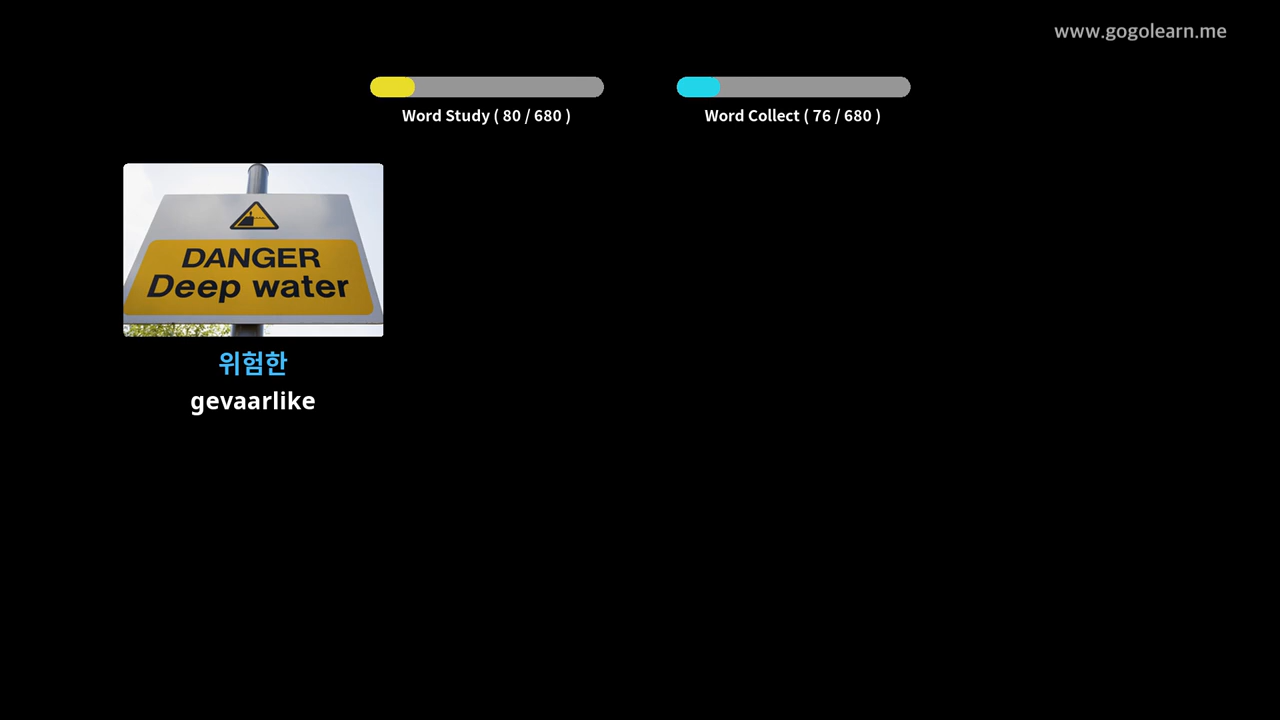 www.gogolearn.me
Word Study ( 80 / 680 )
Word Collect ( 76 / 680 )
DANGER
Deep water
위험한
gevaarlike